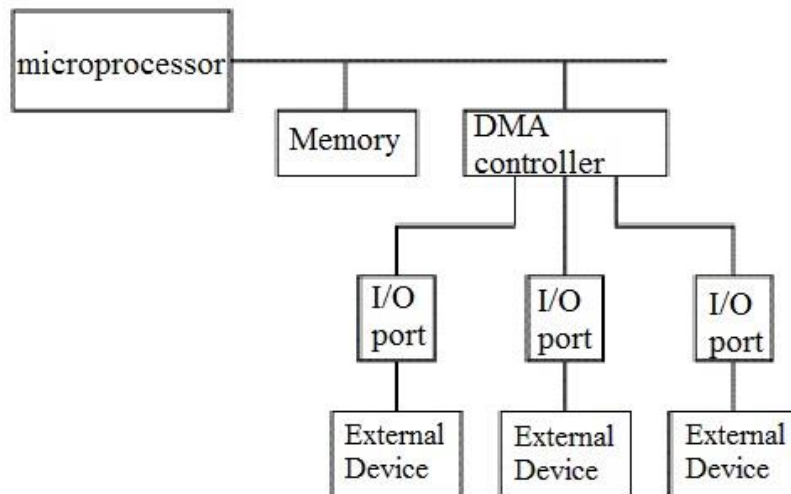 microprocessor
Memory
DMA
controller
I/O
port
I/O
port
I/O
port
External
Device
External
Device
External
Device